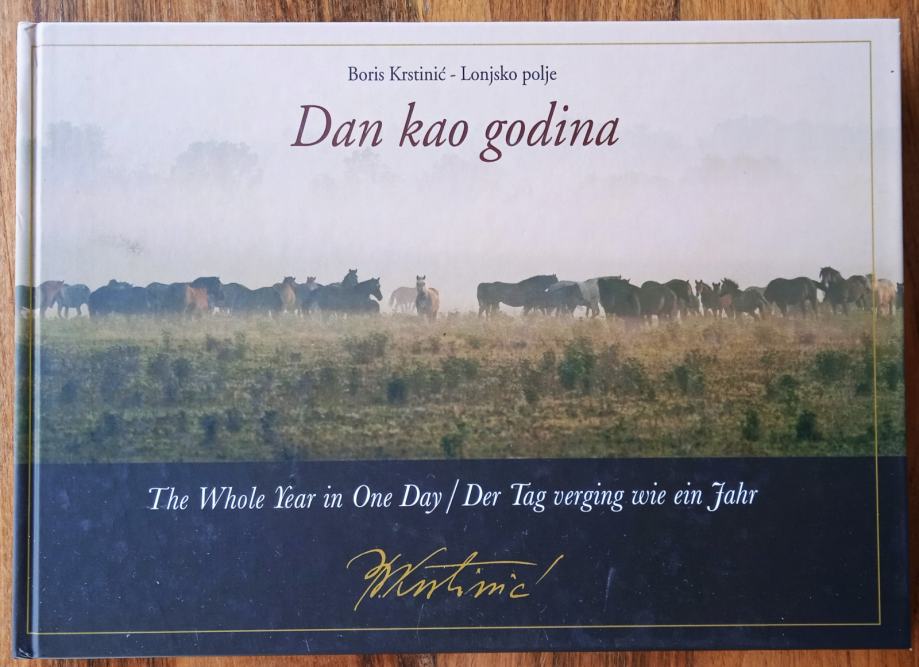 Boris Krstinić - Lonjsko polje
Dan kao godina
The Whole Year in One Day / Der Tag verging wie ein Jahr
BKrstinić